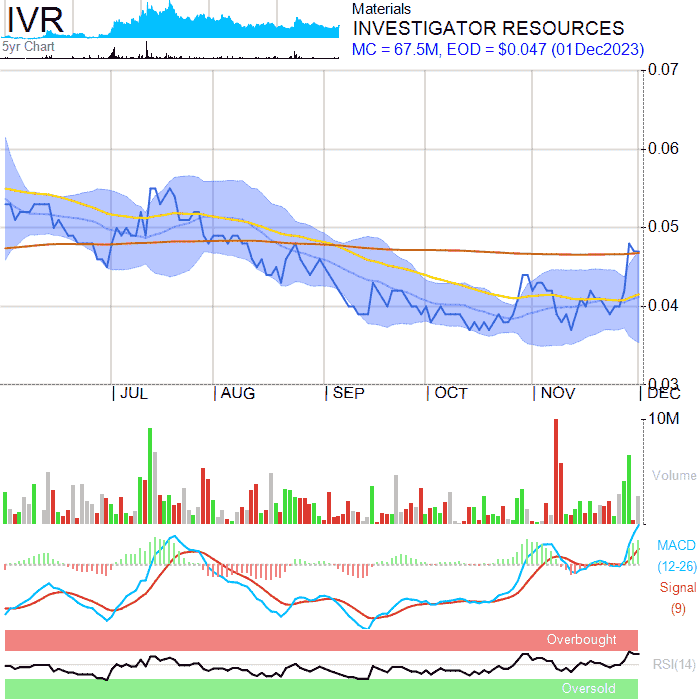 IVR
5yr Chart
Materials
INVESTIGATOR RESOURCES
MC = 67.5M, EOD = $0.047 (01Dec2023)
0.07
0.06
0.05
0.04
0.03
JUL AUG SEP OCT NOV DEC
10M
Volume
MACD
(12-26)
Signal
(9)
Overbought
RSI(14)
Oversold